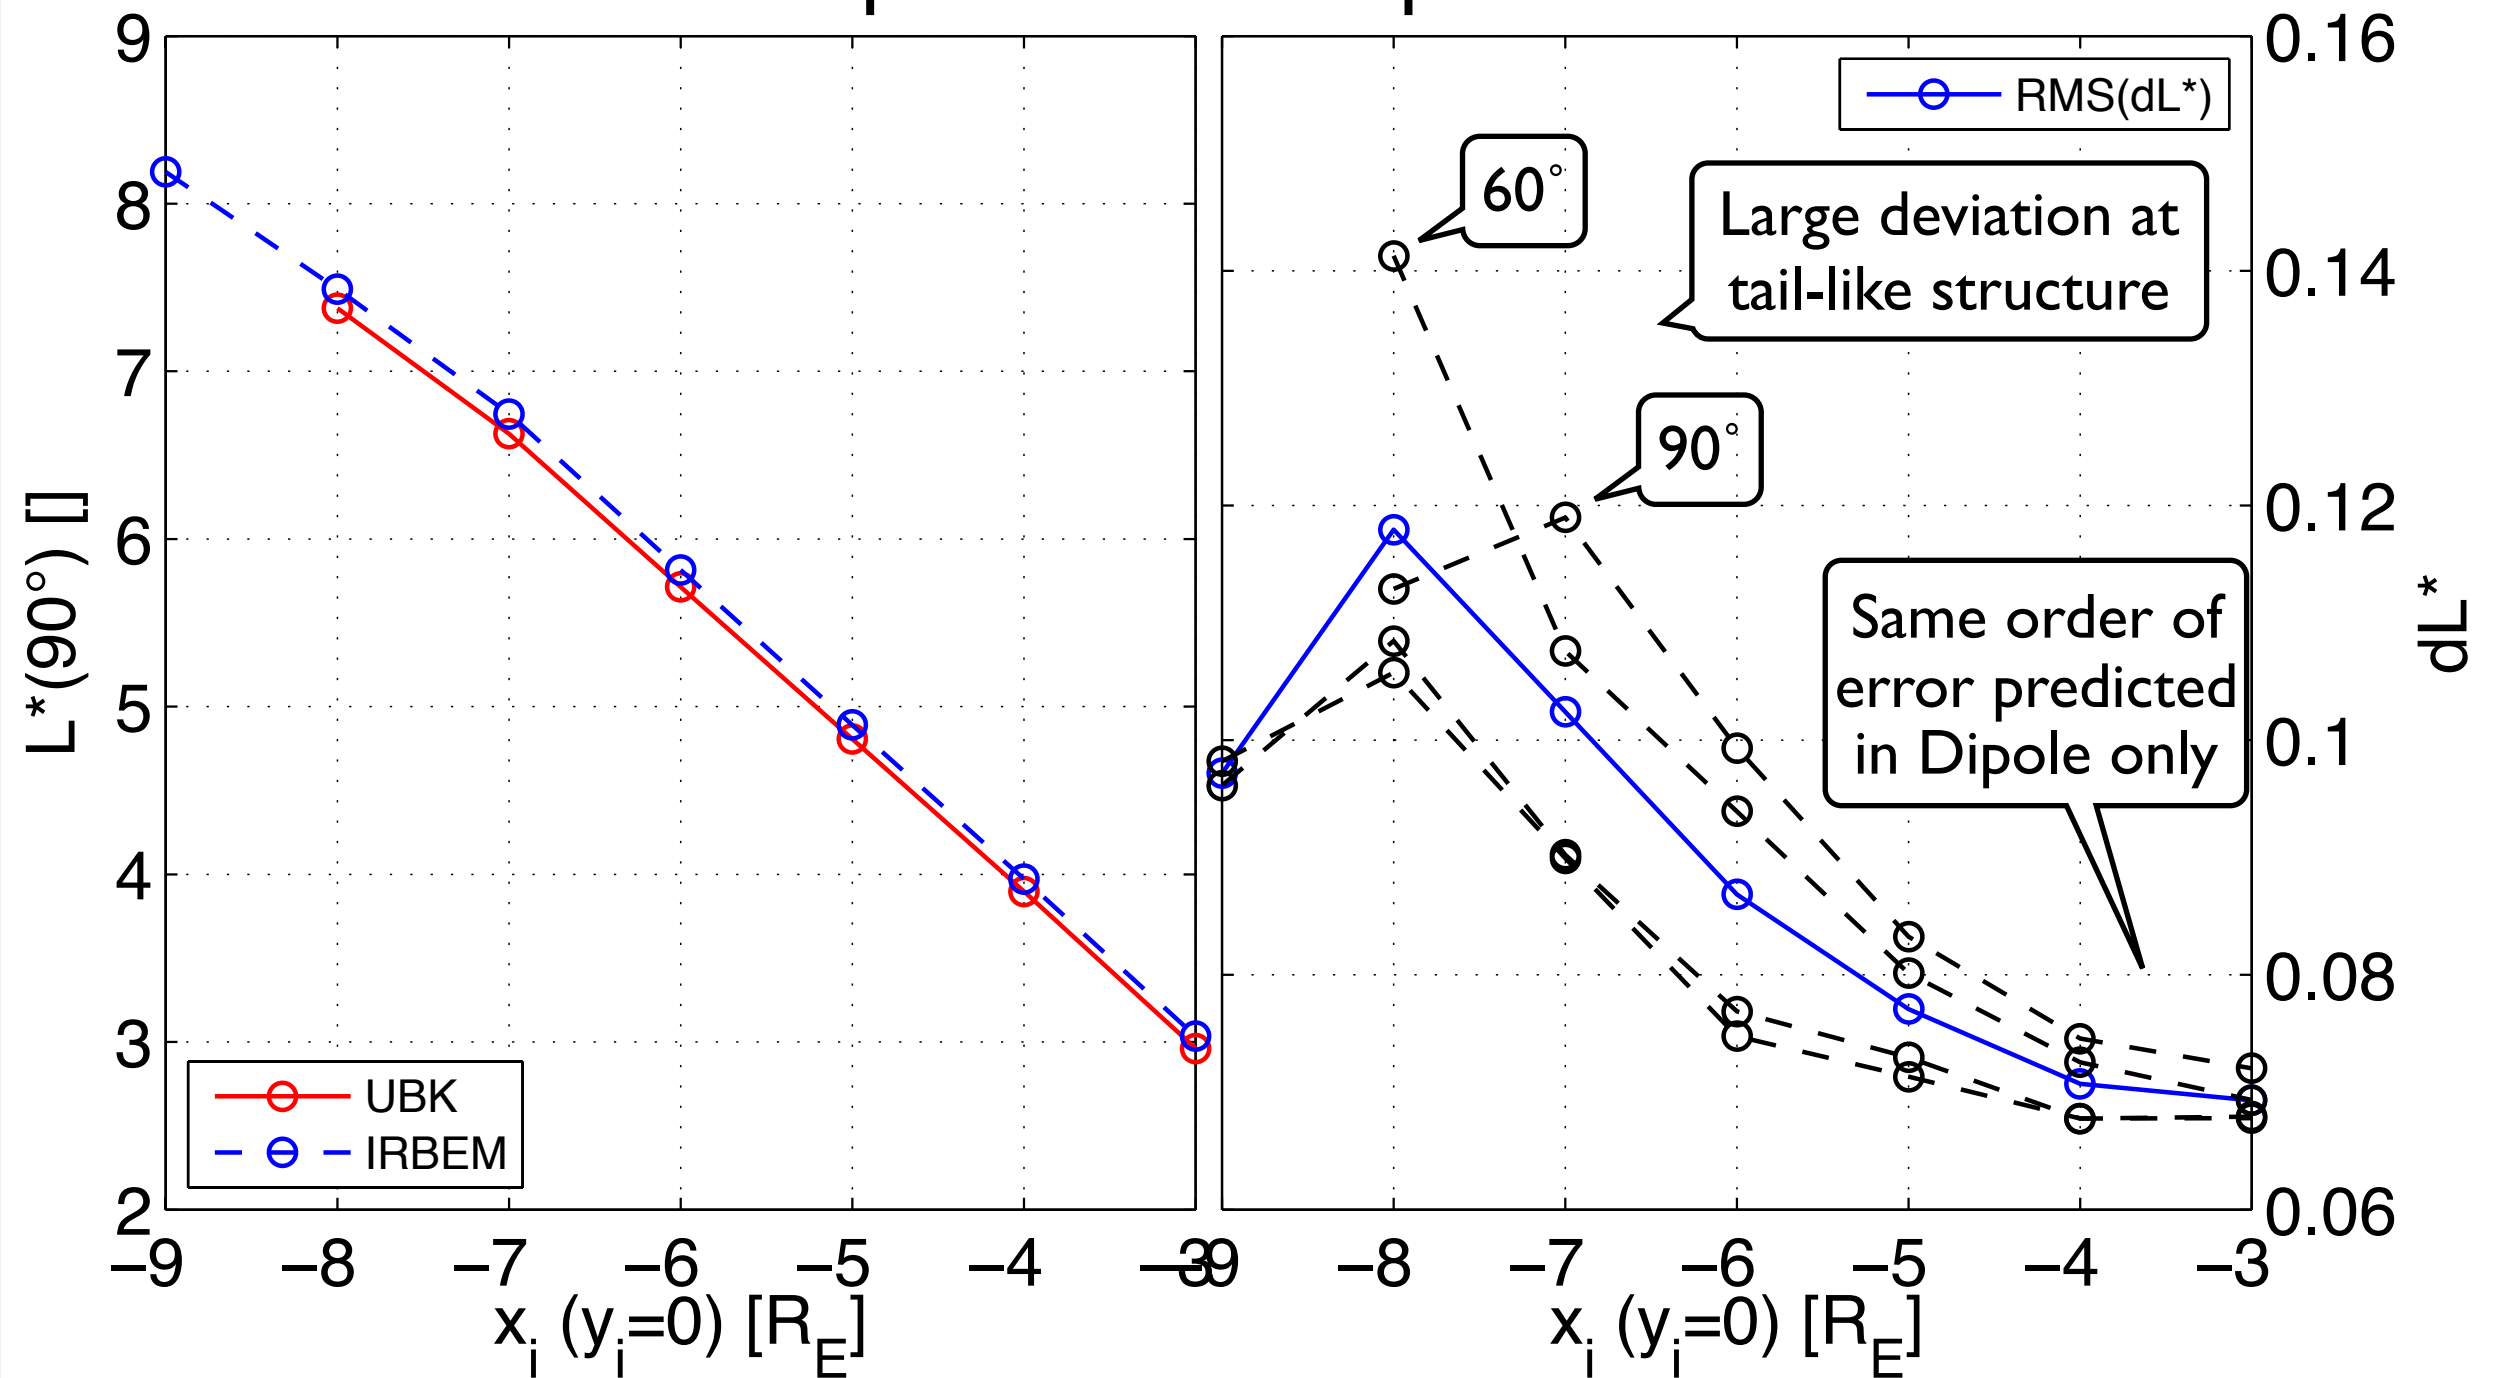 9
8
7
6
5
4
3
2
L*(90°) []
UBK
IRBEM
−9 −8 −7 −6 −5 −4 −3
x_i (y_i=0) [R_E]
RMS(dL*)
60°
Large deviation at
tail-like structure
90°
Same order of
error predicted
in Dipole only
0.16
0.14
0.12
0.1
0.08
0.06
dL*
−9 −8 −7 −6 −5 −4 −3
x_i (y_i=0) [R_E]